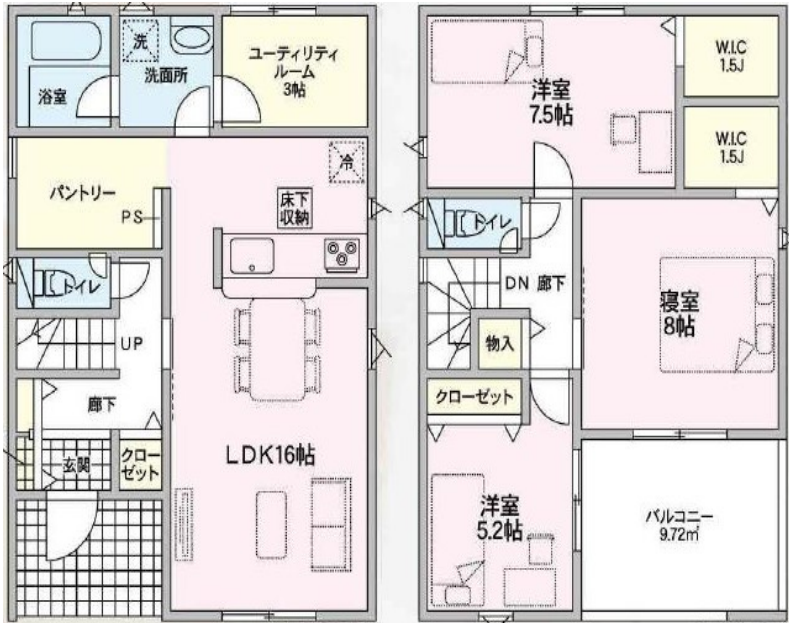 洗
洗面所
浴室
ユーティリティ
ルーム
3帖
パントリー
PS
冷
床下
収納
トイレ
UP
廊下
玄関
クロー
ゼット
LDK16帖
洋室
7.5帖
W.I.C
1.5J
W.I.C
1.5J
トイレ
DN 廊下
物入
寝室
8帖
クローゼット
洋室
5.2帖
バルコニー
9.72㎡